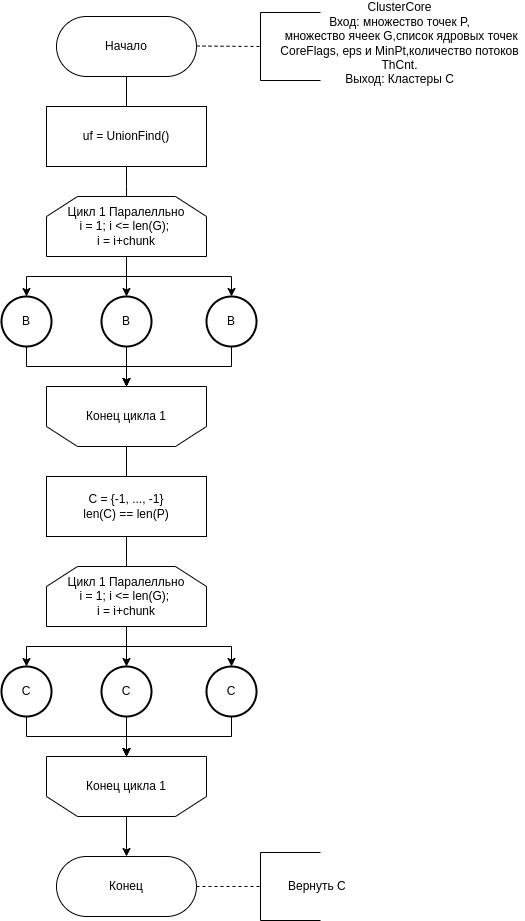 Начало
ClusterCore
Вход: множество точек P,
множество ячеек G,список ядровых точек
CoreFlags, eps и MinPt,количество потоков
ThCnt.
Выход: Кластеры C
uf = UnionFind()
Цикл 1 Паралелльно
i = 1; i <= len(G);
i = i+chunk
B
B
B
Конец цикла 1
C = {-1, ..., -1}
len(C) == len(P)
Цикл 1 Паралелльно
i = 1; i <= len(G);
i = i+chunk
C
C
C
Конец цикла 1
Конец
Вернуть C